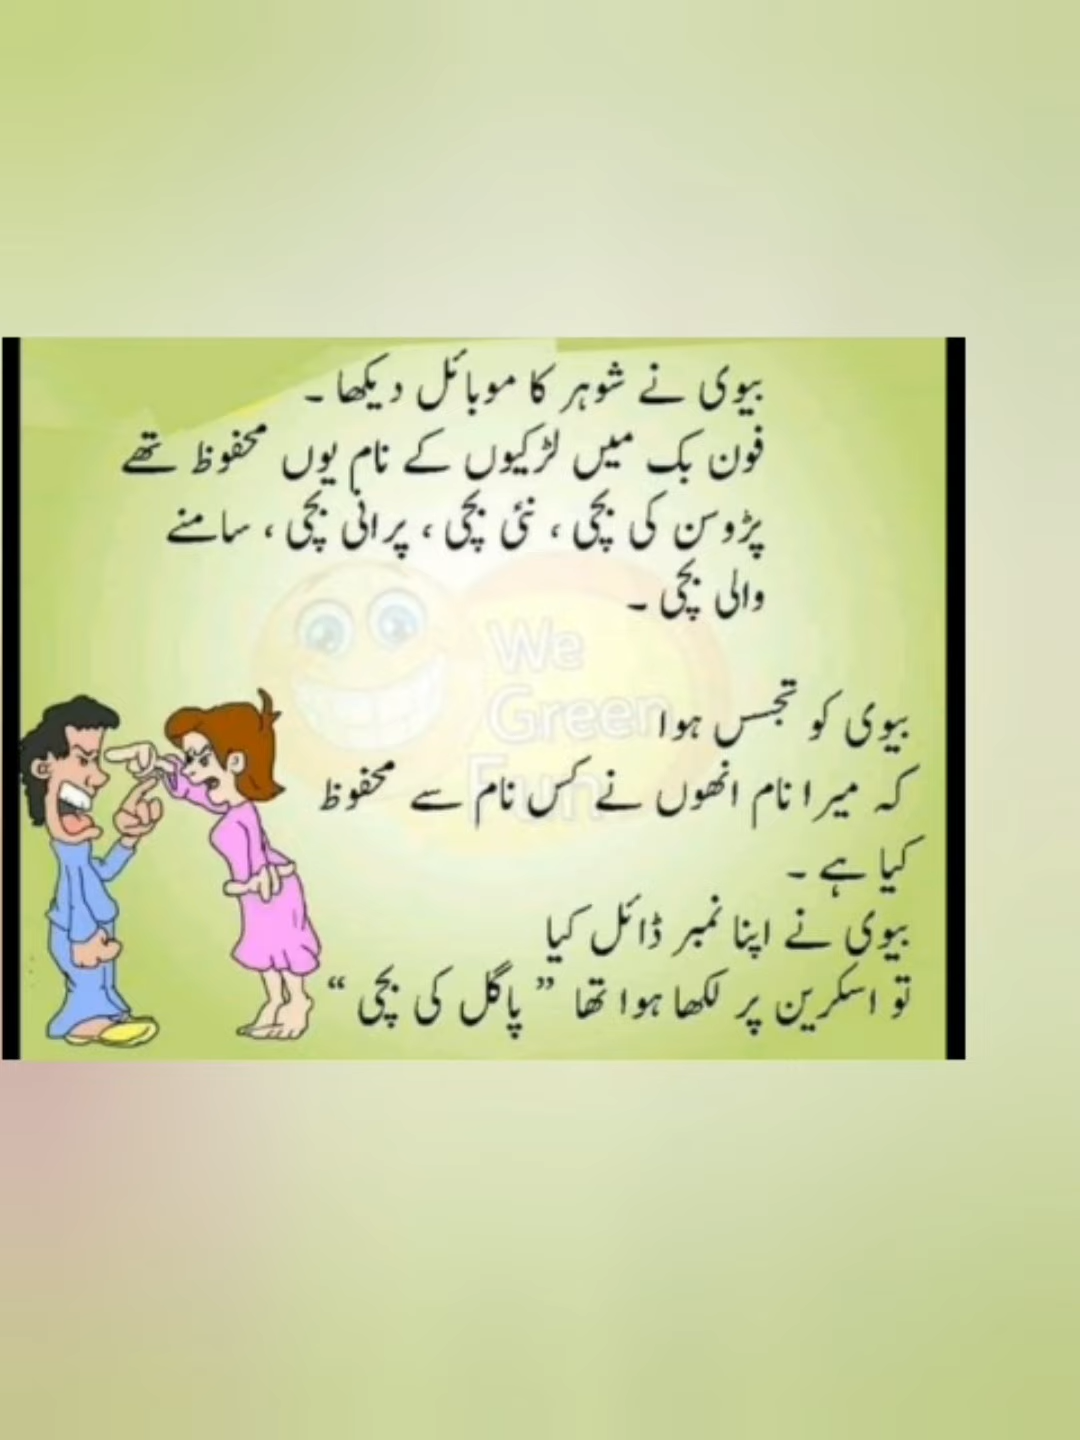 بیوی نے شوہر کا موبائل دیکھا۔
فون بک میں لڑکیوں کے نام یوں محفوظ تھے
پڑوسن کی بچی ، نئی بچی ، پرانی بچی ، سامنے
والی بچی ۔
We
Green
Fun
بیوی کو تجسس ہوا
کہ میرا نام انھوں نے کس نام سے محفوظ
کیا ہے ۔
بیوی نے اپنا نمبر ڈائل کیا
تو اسکرین پر لکھا ہوا تھا ” پاگل کی بچی “